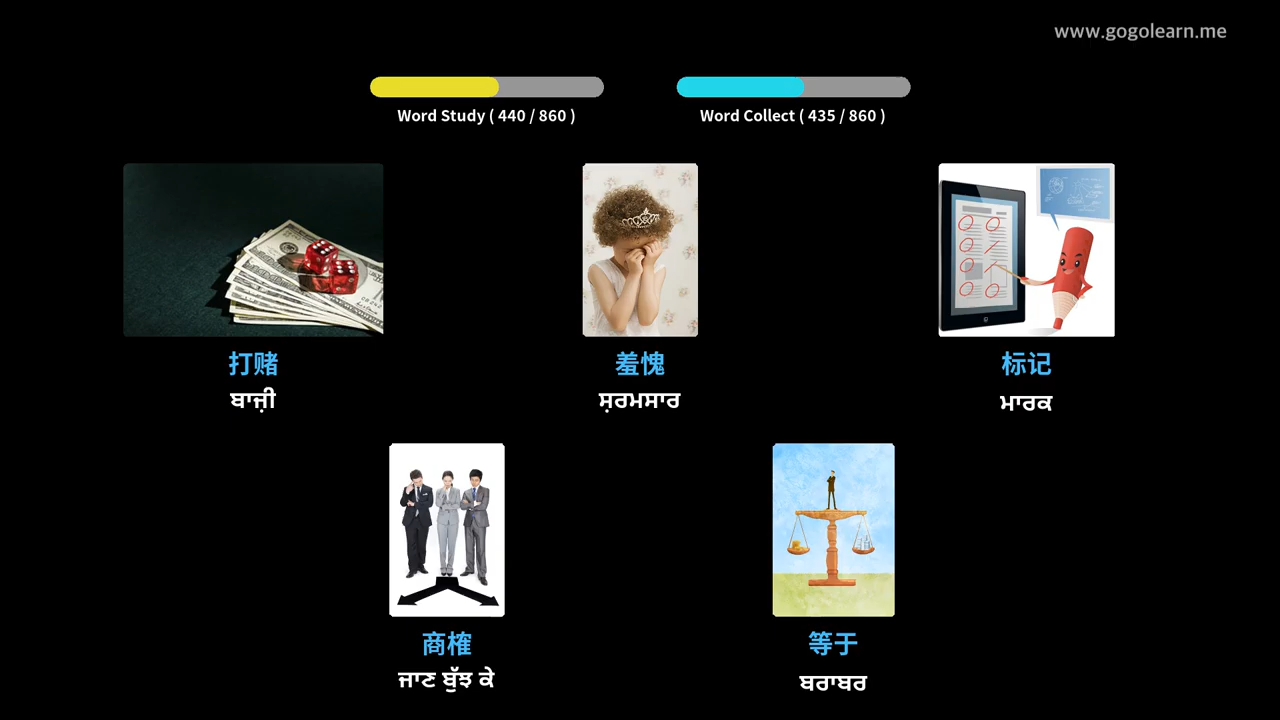 www.gogolearn.me
Word Study ( 440 / 860 )
Word Collect ( 435 / 860 )
打赌
ਬਾਜ਼ੀ
羞愧
ਸ਼ਰਮਸਾਰ
标记
ਮਾਰਕ
商榷
ਜਾਣ ਬੁੱਝ ਕੇ
等于
ਬਰਾਬਰ